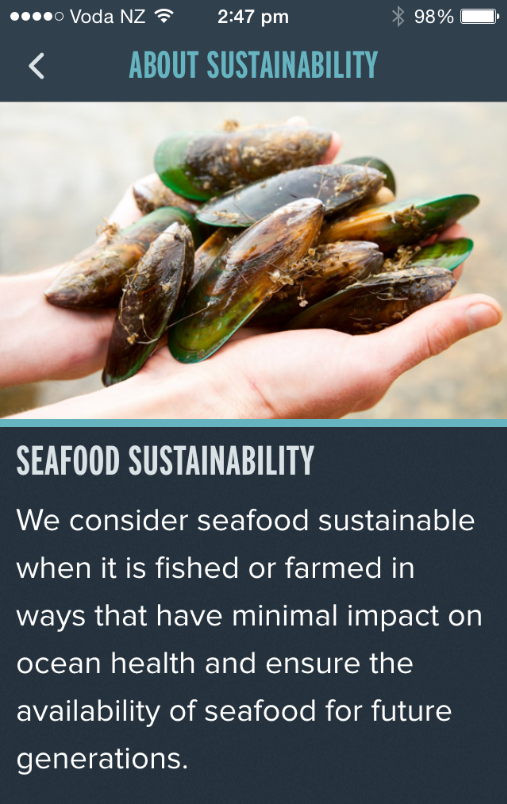 Voda NZ 2:47 pm 98%
ABOUT SUSTAINABILITY
SEAFOOD SUSTAINABILITY
We consider seafood sustainable
when it is fished or farmed in
ways that have minimal impact on
ocean health and ensure the
availability of seafood for future
generations.